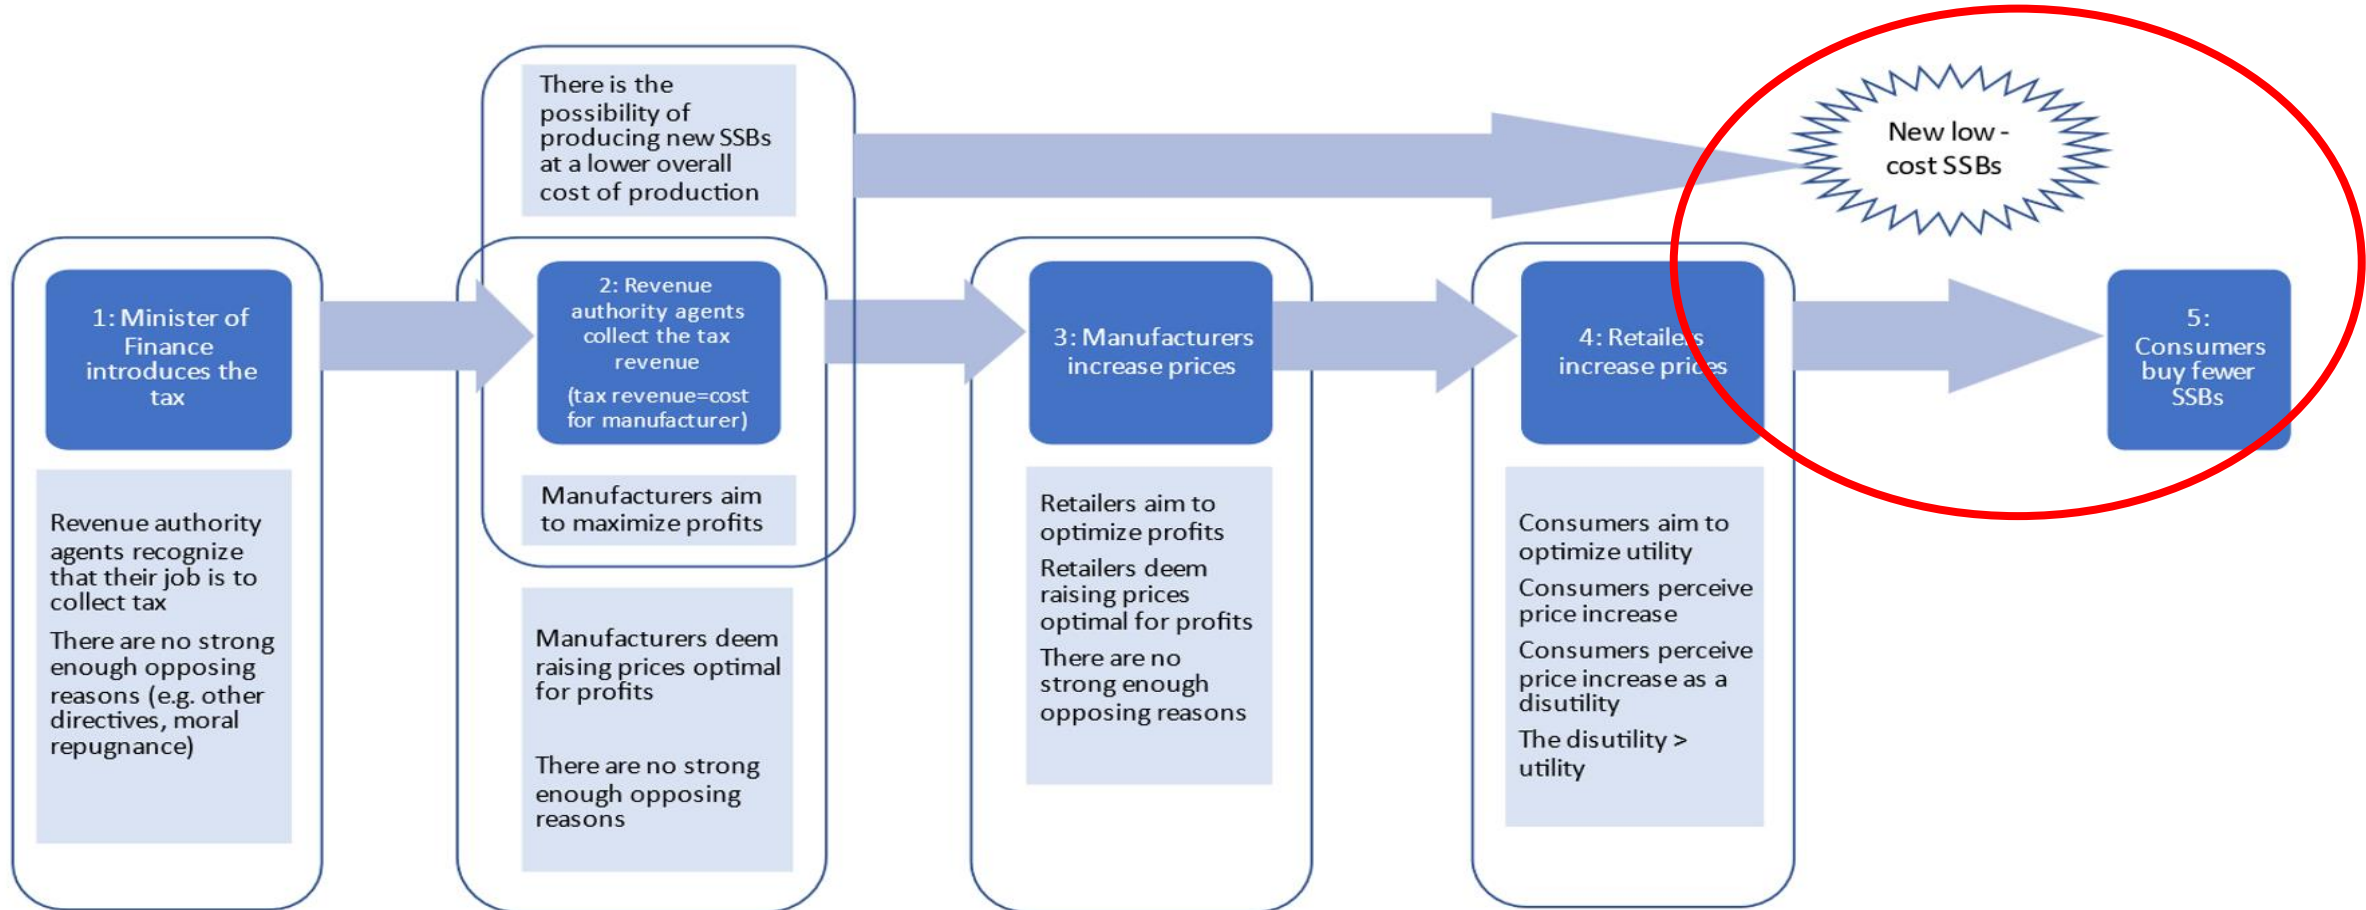 There is the
possibility of
producing new SSBs
at a lower overall
cost of production
New low -
cost SSBs
1: Minister of
Finance
introduces the
tax
2: Revenue
authority agents
collect the tax
revenue
(tax revenue=cost
for manufacturer)
3: Manufacturers
increase prices
4: Retailers
increase prices
5:
Consumers
buy fewer
SSBs
Revenue authority
agents recognize
that their job is to
collect tax
There are no strong
enough opposing
reasons (e.g. other
directives, moral
repugnance)
Manufacturers aim
to maximize profits
Manufacturers deem
raising prices optimal
for profits
There are no strong
enough opposing
reasons
Retailers aim to
optimize profits
Retailers deem
raising prices
optimal for profits
There are no
strong enough
opposing reasons
Consumers aim to
optimize utility
Consumers perceive
price increase
Consumers perceive
price increase as a
disutility
The disutility >
utility